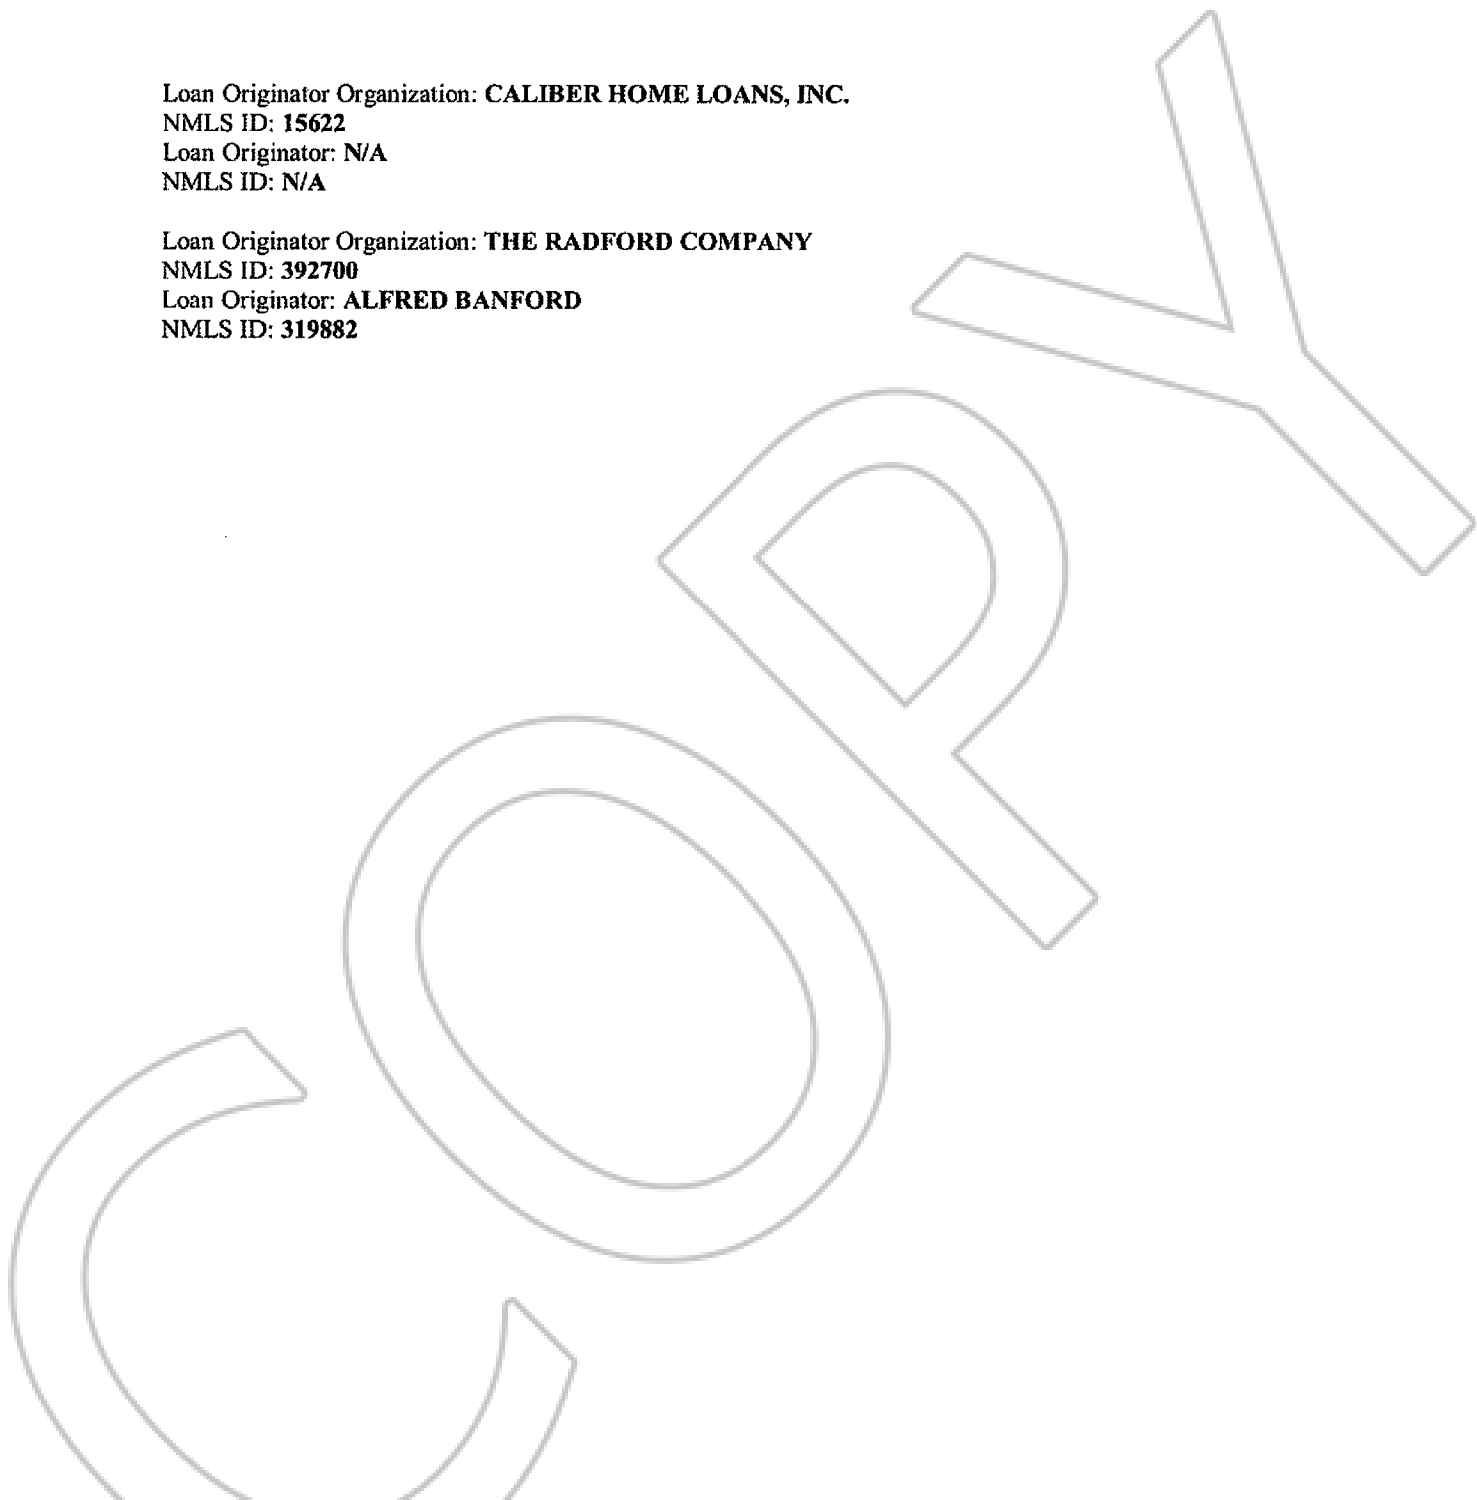 Loan Originator Organization: CALIBER HOME LOANS, INC.
NMLS ID: 15622
Loan Originator: N/A
NMLS ID: N/A
Loan Originator Organization: THE RADFORD COMPANY
NMLS ID: 392700
Loan Originator: ALFRED BANFORD
NMLS ID: 319882
COPY